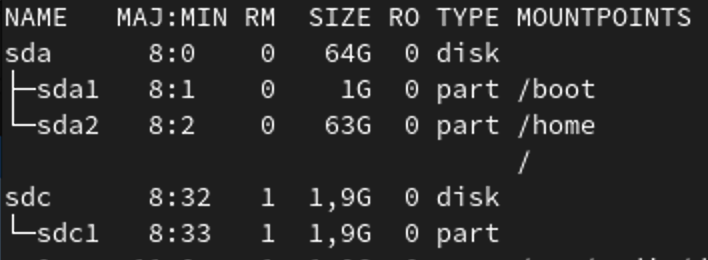 NAME   MAJ:MIN RM   SIZE RO TYPE MOUNTPOINTS
sda      8:0    0    64G  0 disk
├─sda1   8:1    0     1G  0 part /boot
└─sda2   8:2    0    63G  0 part /home
                                 /
sdc      8:32   1   1,9G  0 disk
└─sdc1   8:33   1   1,9G  0 part